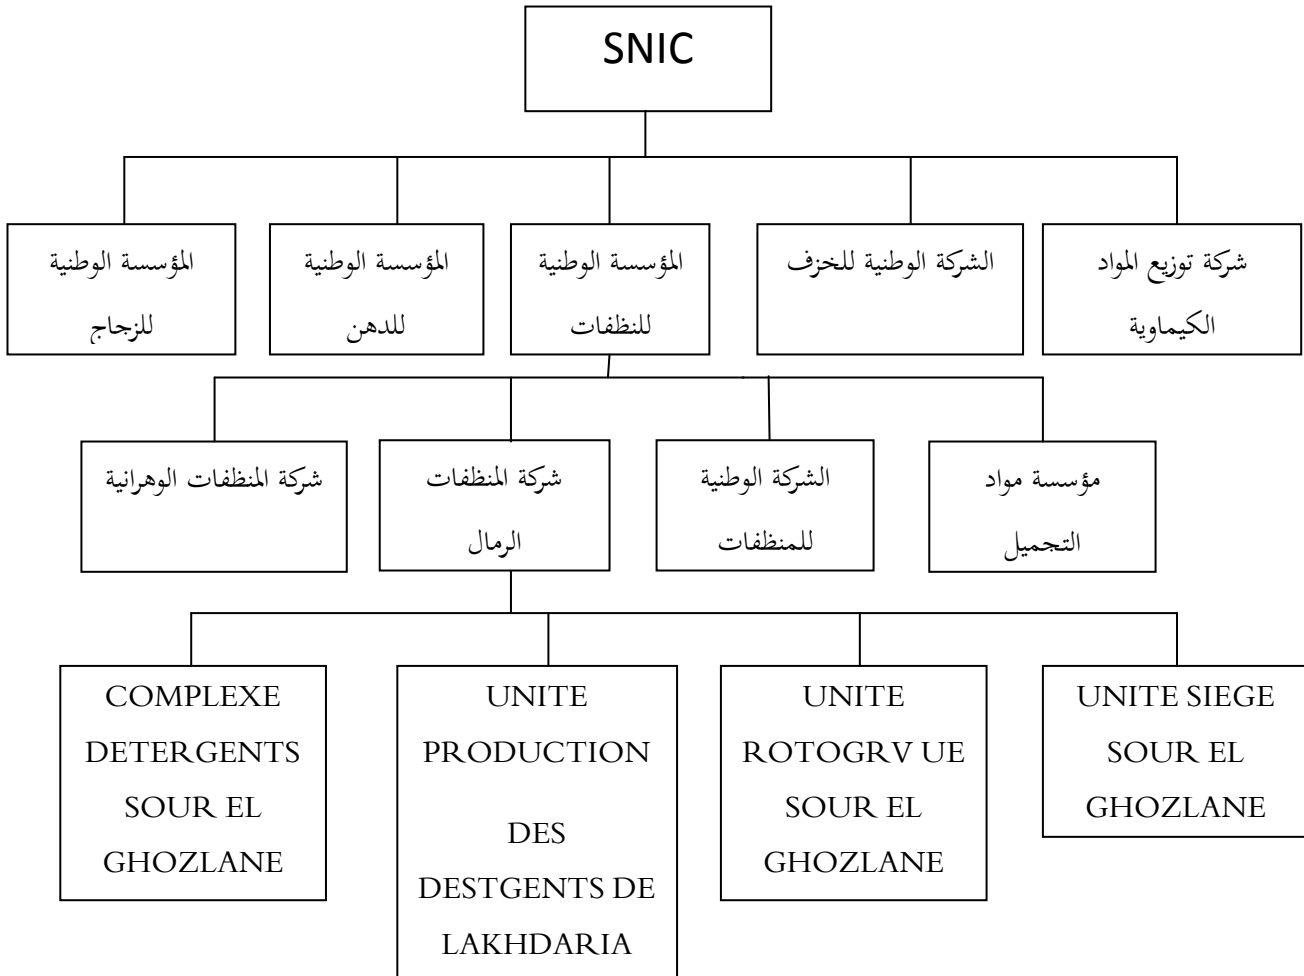 SNIC
شركة توزيع المواد
الكيماوية
الشركة الوطنية للخزف
المؤسسة الوطنية
للنظفات
المؤسسة الوطنية
للدهن
المؤسسة الوطنية
للزجاج
مؤسسة مواد
التجميل
الشركة الوطنية
للمنظفات
شركة المنظفات
الرمال
شركة المنظفات الوهرانية
COMPLEXE
DETERGENTS
SOUR EL
GHOZLANE
UNITE
PRODUCTION
DES
DESTGENTS DE
LAKHDARIA
UNITE
ROTOGRV UE
SOUR EL
GHOZLANE
UNITE SIEGE
SOUR EL
GHOZLANE